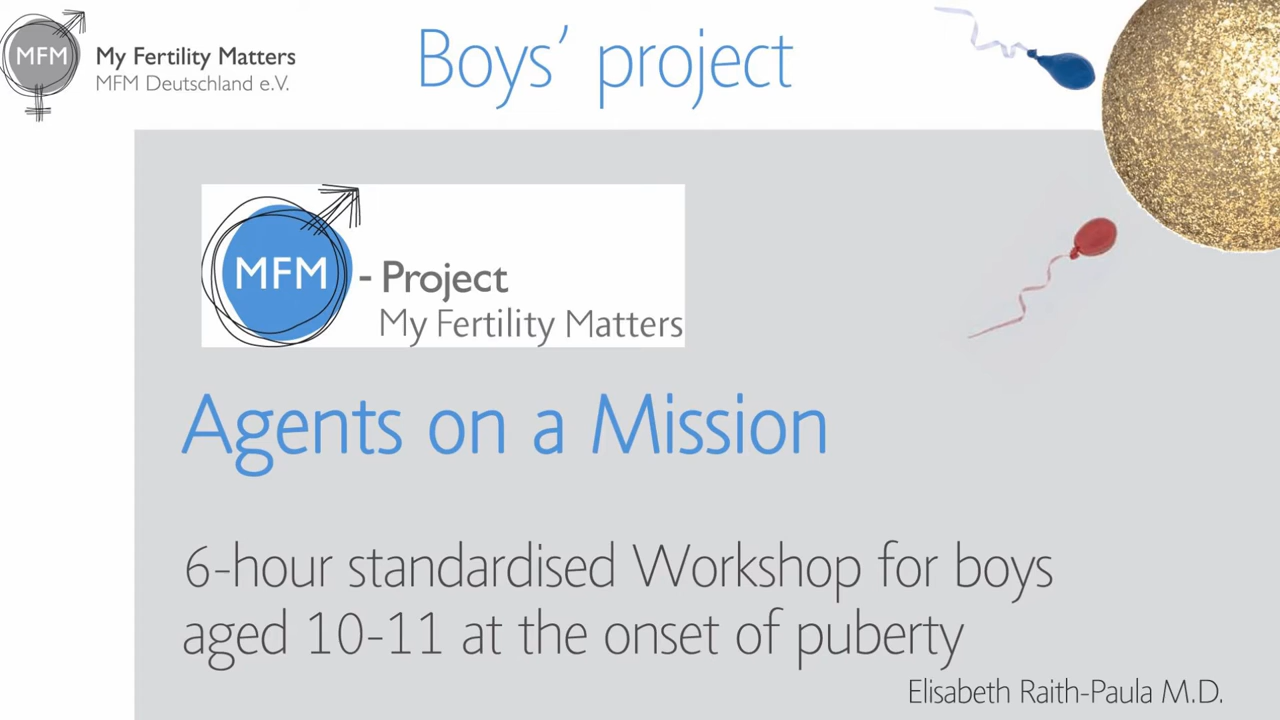 MFM
My Fertility Matters
MFM Deutschland e.V.
Boys’ project
MFM
- Project
My Fertility Matters
Agents on a Mission
6-hour standardised Workshop for boys
aged 10-11 at the onset of puberty
Elisabeth Raith-Paula M.D.